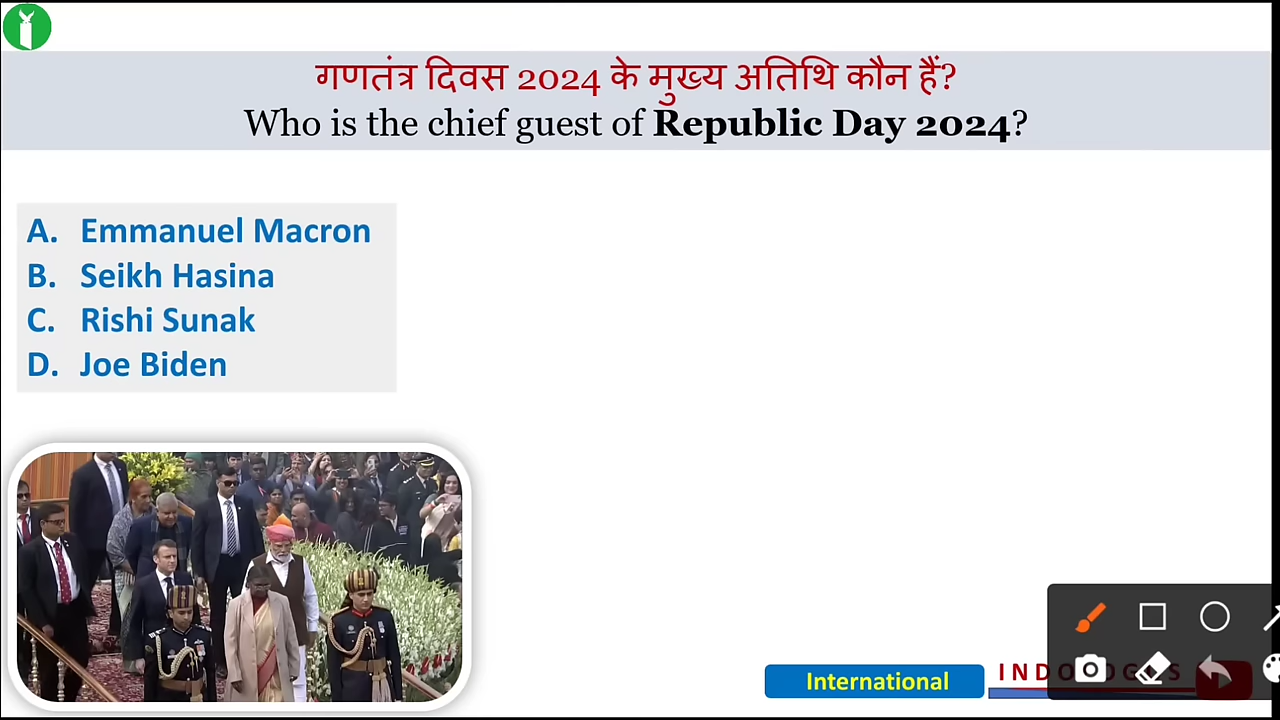 गणतंत्र दिवस 2024 के मुख्य अतिथि कौन हैं?
Who is the chief guest of Republic Day 2024?
A. Emmanuel Macron
B. Seikh Hasina
C. Rishi Sunak
D. Joe Biden
International